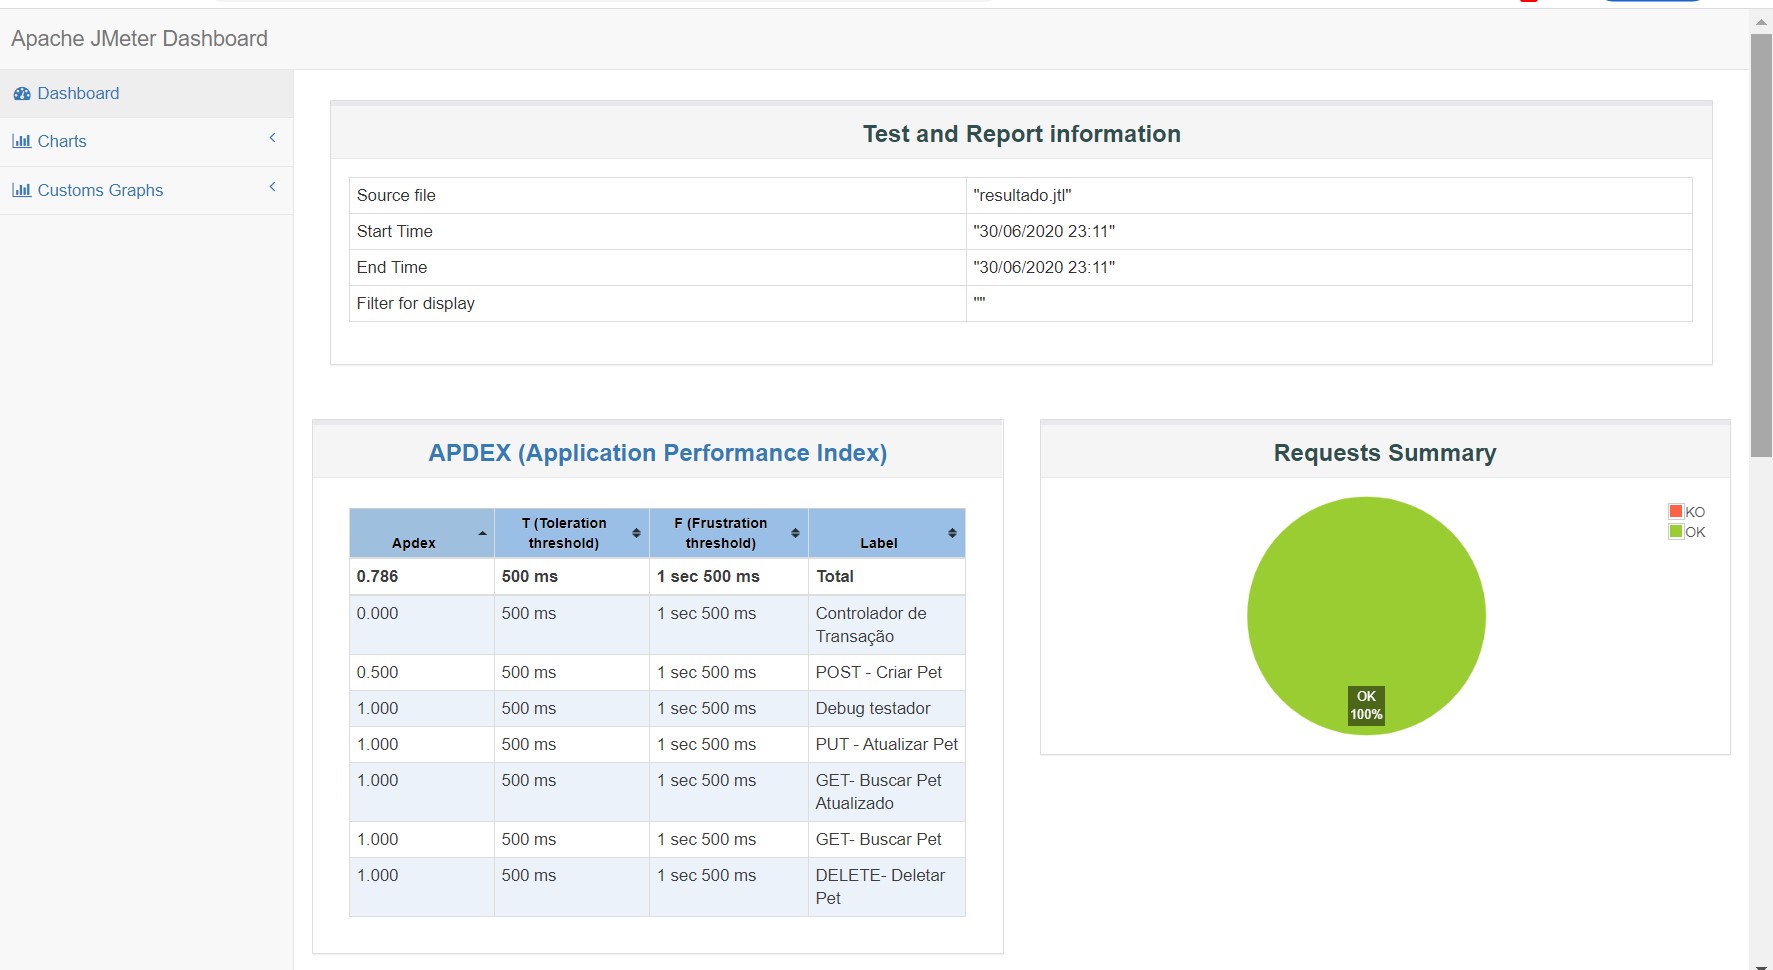 Apache JMeter Dashboard
Dashboard
Charts
Customs Graphs
Test and Report information
Source file "resultado.jtl"
Start Time "30/06/2020 23:11"
End Time "30/06/2020 23:11"
Filter for display ""
APDEX (Application Performance Index)
Apdex T (Toleration threshold) F (Frustration threshold) Label
0.786 500 ms 1 sec 500 ms Total
0.000 500 ms 1 sec 500 ms Controlador de
Transação
0.500 500 ms 1 sec 500 ms POST - Criar Pet
1.000 500 ms 1 sec 500 ms Debug testador
1.000 500 ms 1 sec 500 ms PUT - Atualizar Pet
1.000 500 ms 1 sec 500 ms GET- Buscar Pet
Atualizado
1.000 500 ms 1 sec 500 ms GET- Buscar Pet
1.000 500 ms 1 sec 500 ms DELETE- Deletar
Pet
Requests Summary
KO
OK
OK
100%